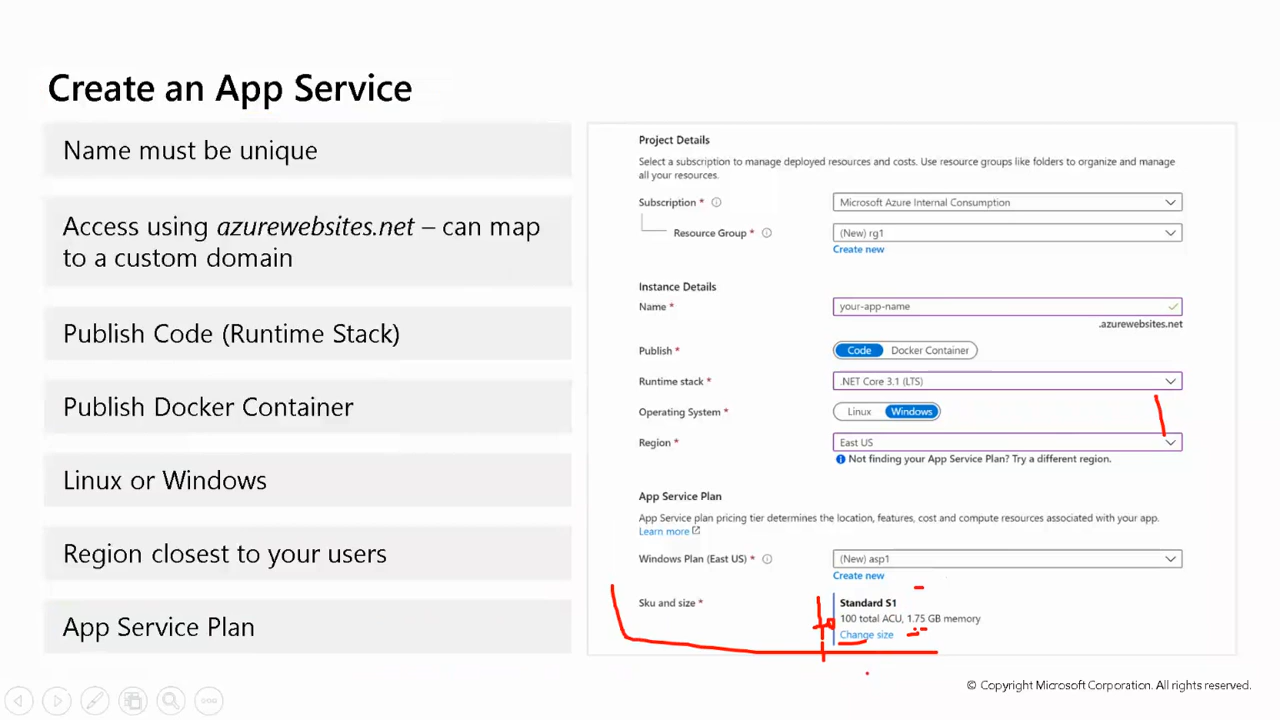 Create an App Service
Name must be unique
Access using azurewebsites.net – can map
to a custom domain
Publish Code (Runtime Stack)
Publish Docker Container
Linux or Windows
Region closest to your users
App Service Plan
Project Details
Select a subscription to manage deployed resources and costs. Use resource groups like folders to organize and manage
all your resources.
Subscription *
Microsoft Azure Internal Consumption
Resource Group *
(New) rg1
Create new
Instance Details
Name *
your-app-name
.azurewebsites.net
Publish *
Code Docker Container
Runtime stack *
.NET Core 3.1 (LTS)
Operating System *
Linux Windows
Region *
East US
Not finding your App Service Plan? Try a different region.
App Service Plan
App Service plan pricing tier determines the location, features, cost and compute resources associated with your app.
Learn more
Windows Plan (East US) *
(New) asp1
Create new
Sku and size *
Standard S1
100 total ACU, 1.75 GB memory
Change size
© Copyright Microsoft Corporation. All rights reserved.